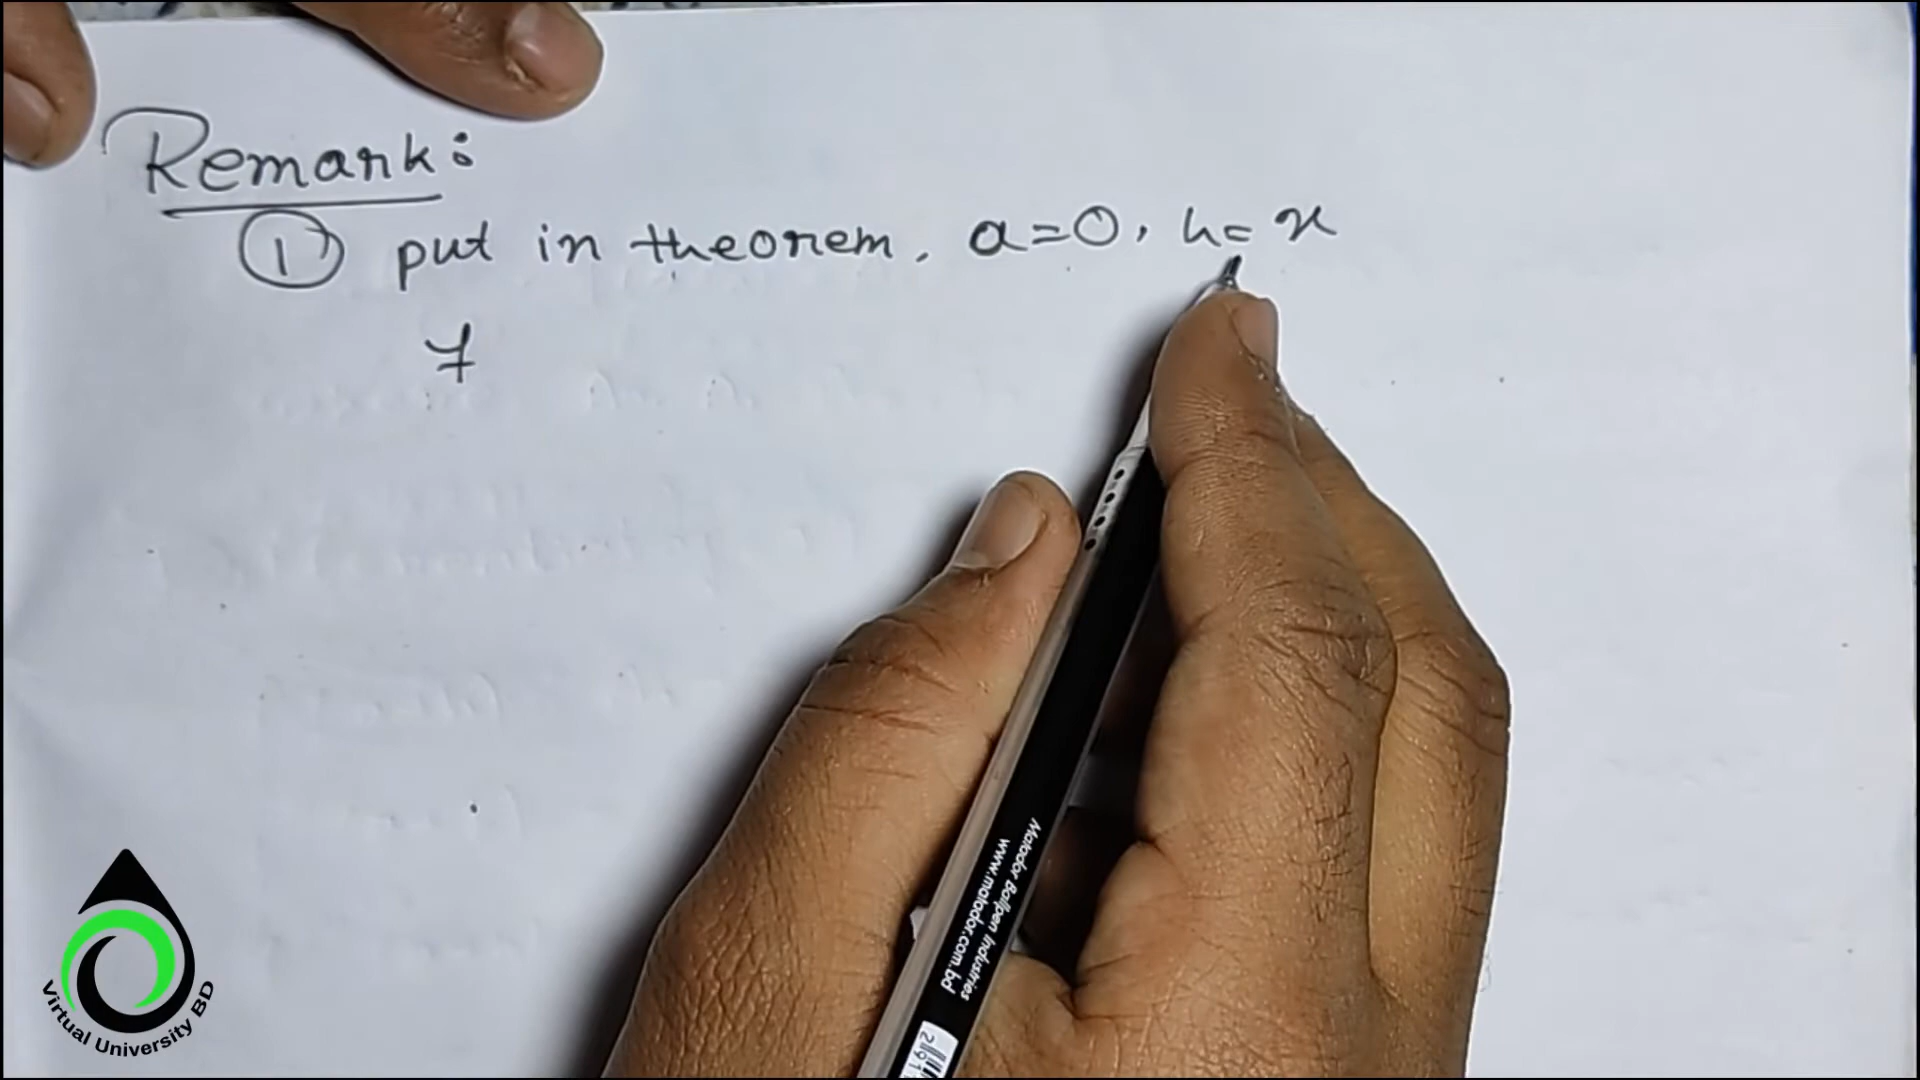 Remark:
① put in theorem, a=0, h=x
Matador Ballpen Industries
www.matador.com.bd
Virtual University BD